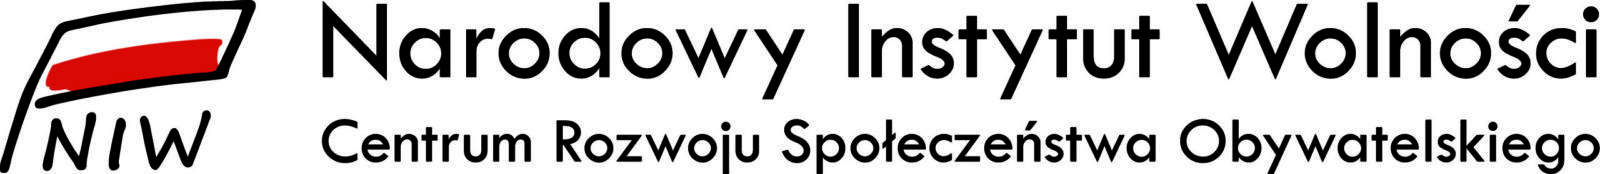 NIW
Narodowy Instytut Wolności
Centrum Rozwoju Społeczeństwa Obywatelskiego